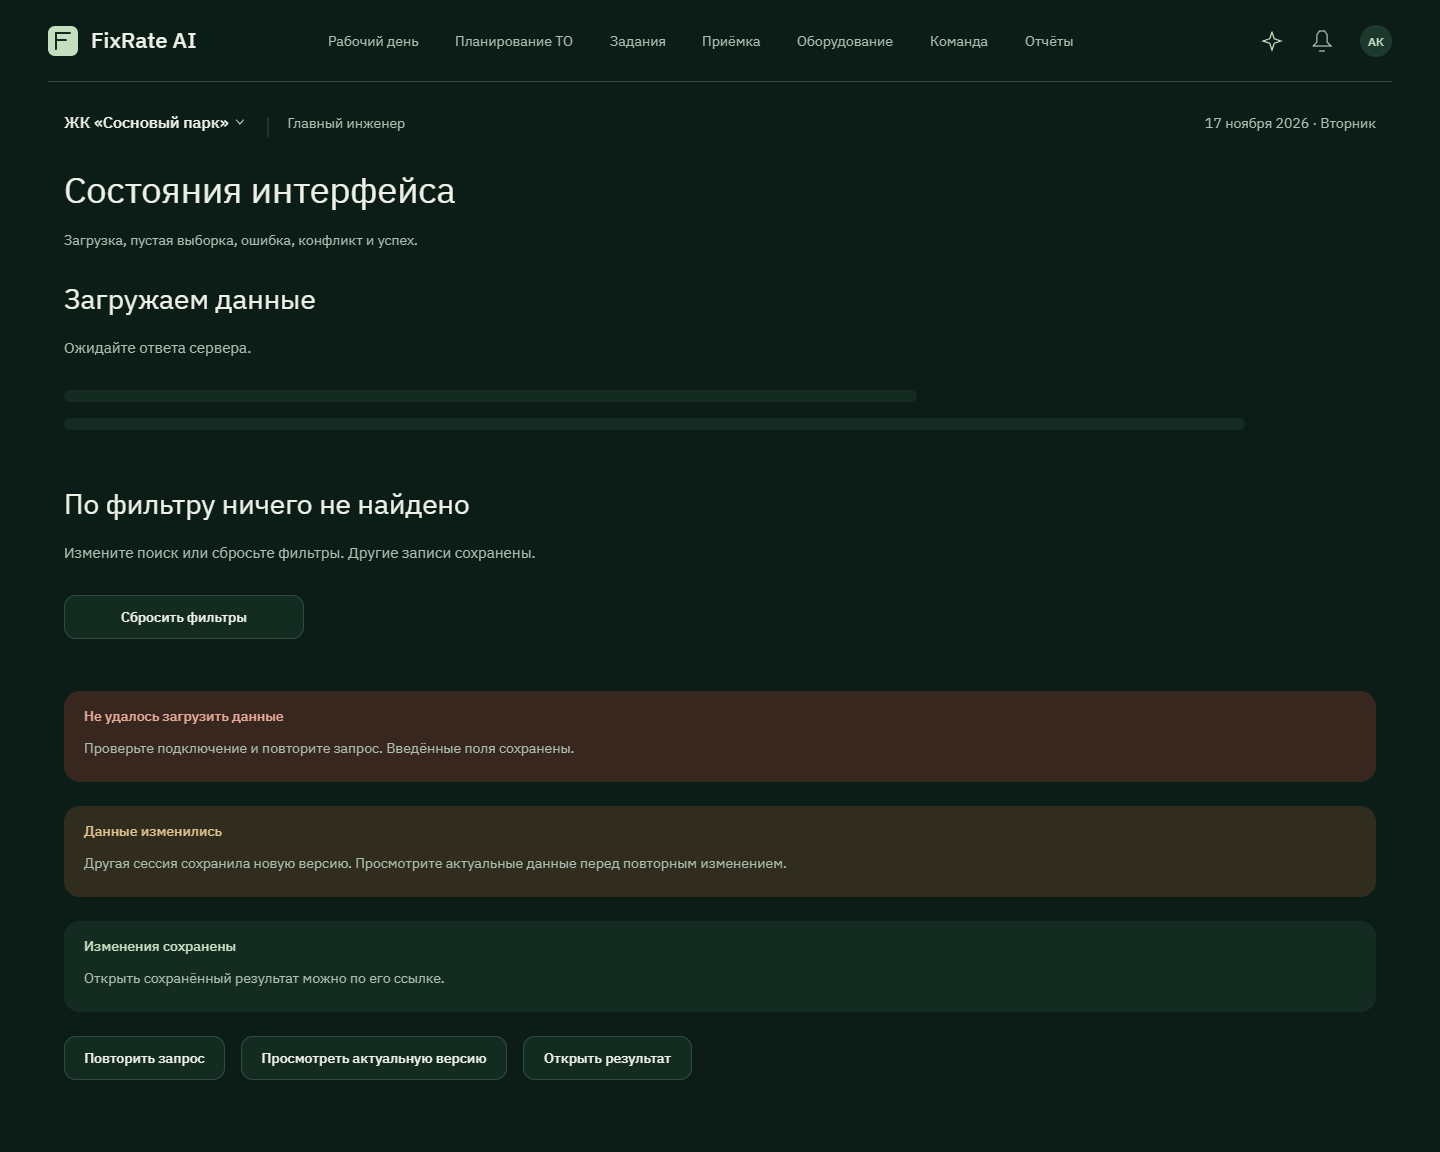 FixRate AI
Рабочий день
Планирование ТО
Задания
Приёмка
Оборудование
Команда
Отчёты
АК
ЖК «Сосновый парк»
Главный инженер
17 ноября 2026 · Вторник
Состояния интерфейса
Загрузка, пустая выборка, ошибка, конфликт и успех.
Загружаем данные
Ожидайте ответа сервера.
По фильтру ничего не найдено
Измените поиск или сбросьте фильтры. Другие записи сохранены.
Сбросить фильтры
Не удалось загрузить данные
Проверьте подключение и повторите запрос. Введённые поля сохранены.
Данные изменились
Другая сессия сохранила новую версию. Просмотрите актуальные данные перед повторным изменением.
Изменения сохранены
Открыть сохранённый результат можно по его ссылке.
Повторить запрос
Просмотреть актуальную версию
Открыть результат